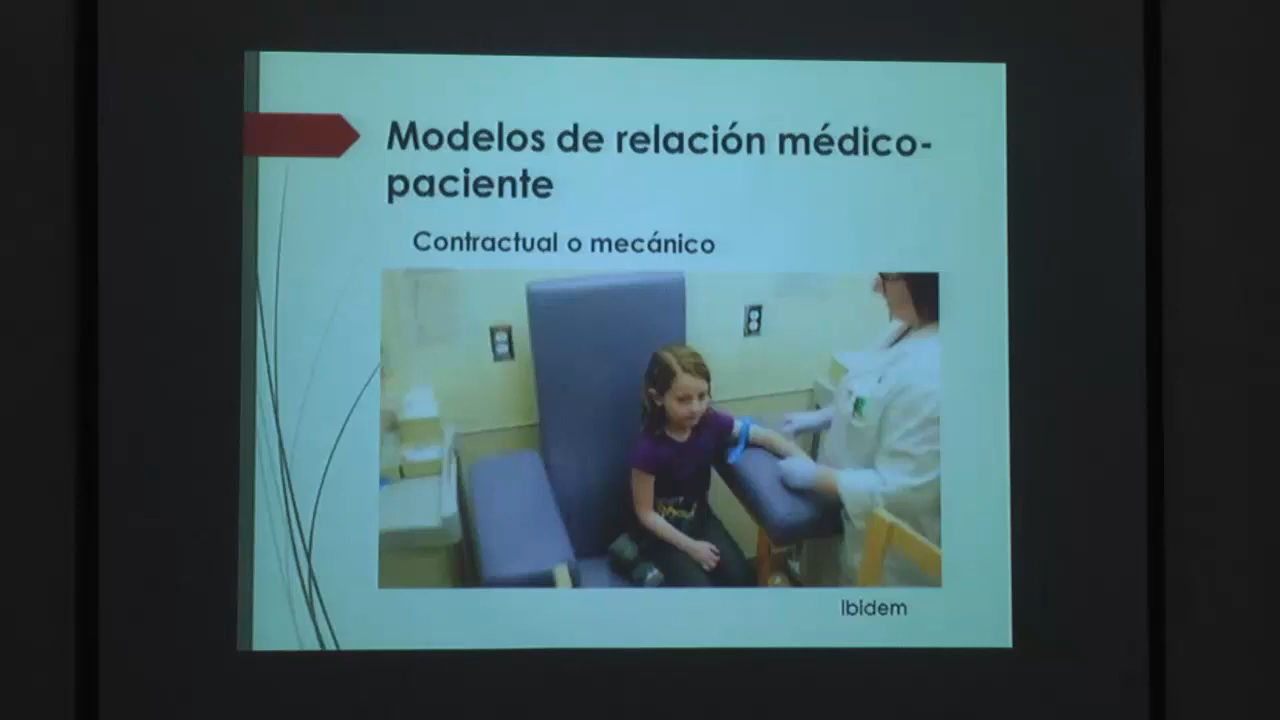 Modelos de relación médico-
paciente
Contractual o mecánico
Ibidem